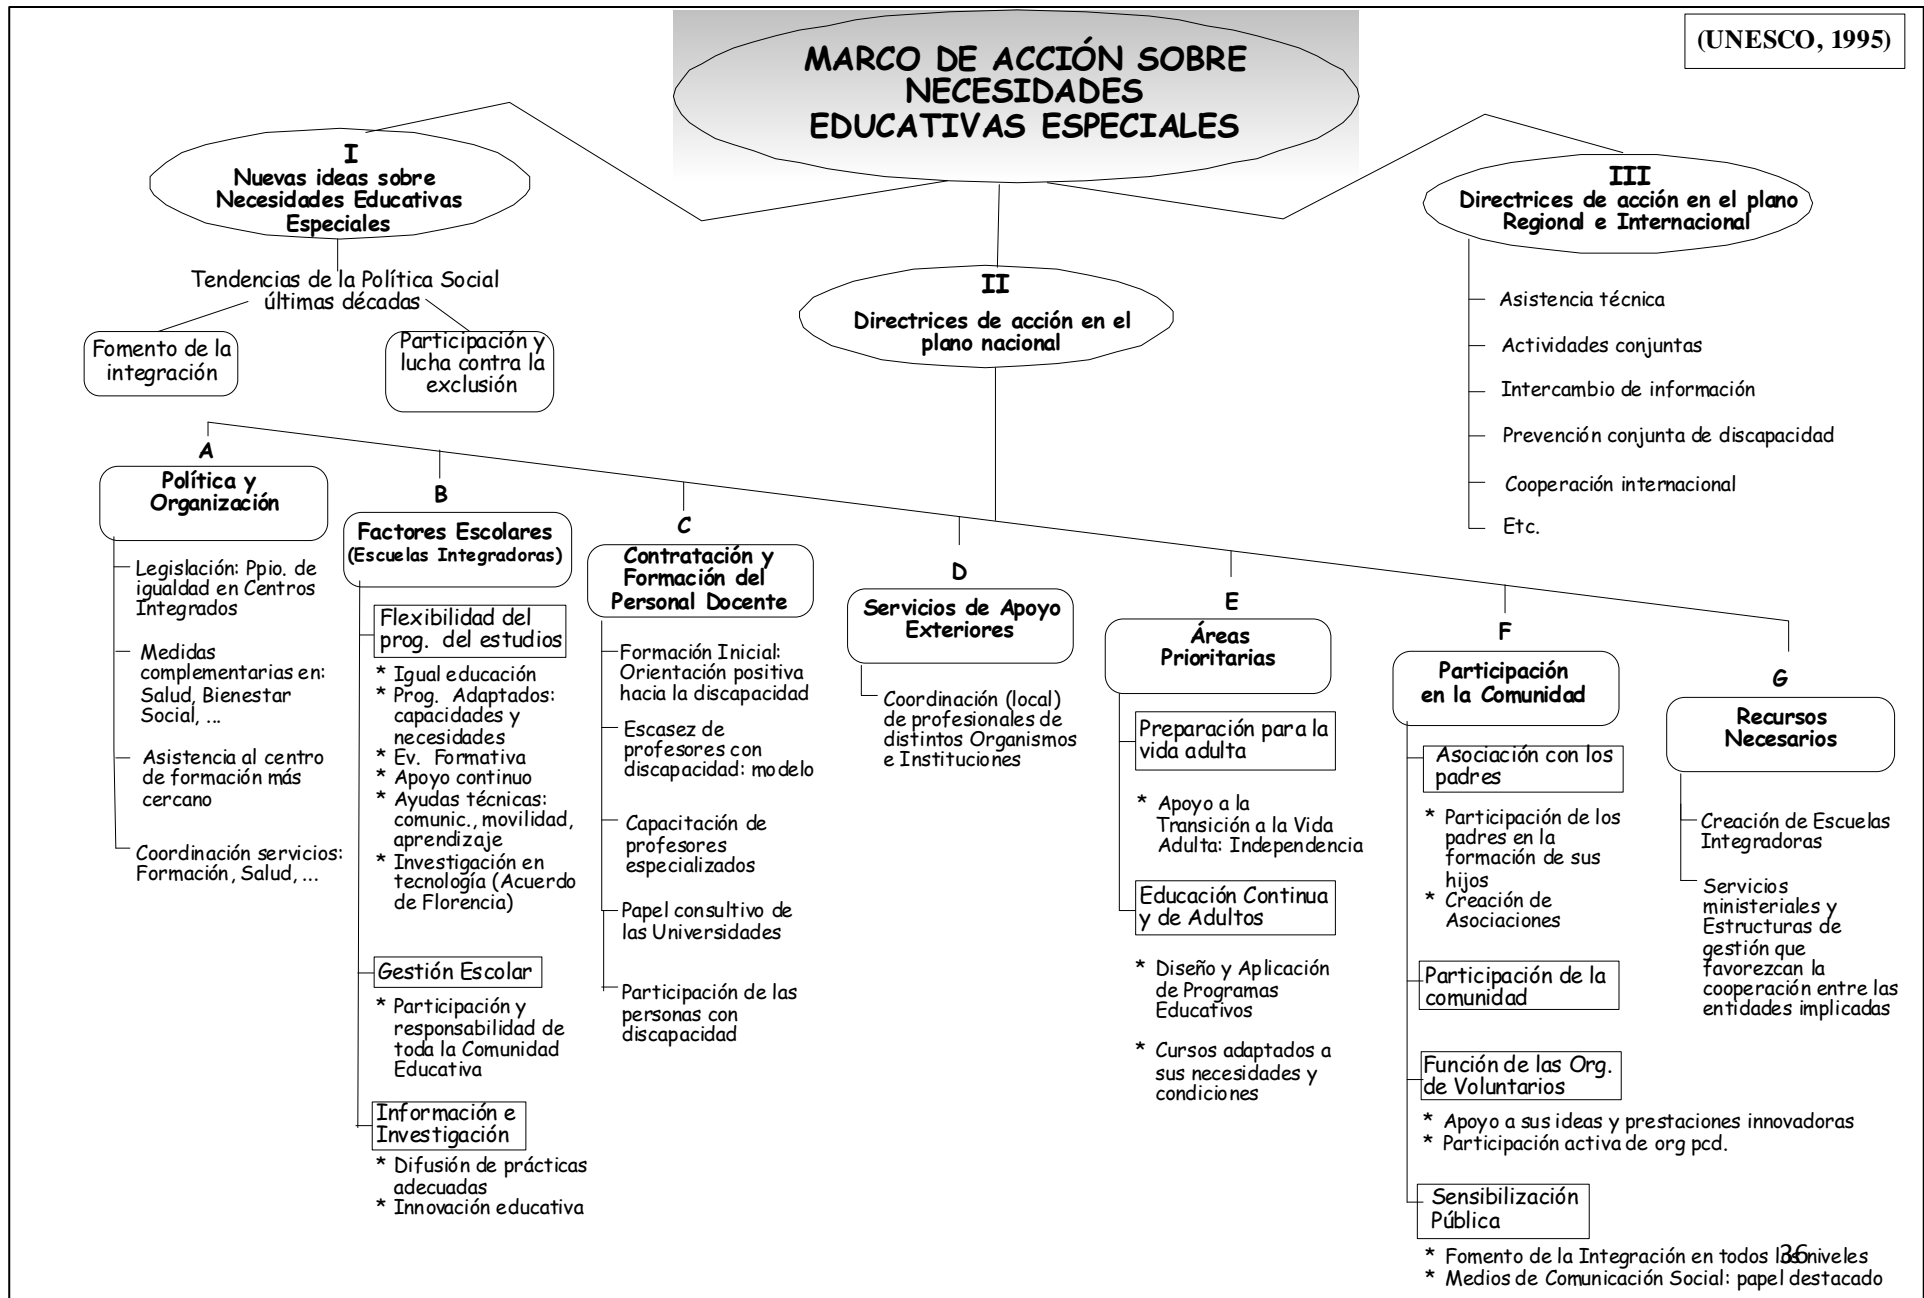 (UNESCO, 1995)
MARCO DE ACCIÓN SOBRE
NECESIDADES
EDUCATIVAS ESPECIALES
I
Nuevas ideas sobre
Necesidades Educativas
Especiales
Tendencias de la Política Social
últimas décadas
Fomento de la
integración
Participación y
lucha contra la
exclusión
II
Directrices de acción en el
plano nacional
III
Directrices de acción en el plano
Regional e Internacional
Asistencia técnica
Actividades conjuntas
Intercambio de información
Prevención conjunta de discapacidad
Cooperación internacional
Etc.
A
Política y
Organización
Legislación: Ppio. de
igualdad en Centros
Integrados
Medidas
complementarias en:
Salud, Bienestar
Social, ...
Asistencia al centro
de formación más
cercano
Coordinación servicios:
Formación, Salud, ...
B
Factores Escolares
(Escuelas Integradoras)
Flexibilidad del
prog. del estudios
* Igual educación
* Prog. Adaptados:
capacidades y
necesidades
* Ev. Formativa
* Apoyo continuo
* Ayudas técnicas:
comunic., movilidad,
aprendizaje
* Investigación en
tecnología (Acuerdo
de Florencia)
Gestión Escolar
* Participación y
responsabilidad de
toda la Comunidad
Educativa
Información e
Investigación
* Difusión de prácticas
adecuadas
* Innovación educativa
C
Contratación y
Formación del
Personal Docente
Formación Inicial:
Orientación positiva
hacia la discapacidad
Escasez de
profesores con
discapacidad: modelo
Capacitación de
profesores
especializados
Papel consultivo de
las Universidades
Participación de las
personas con
discapacidad
D
Servicios de Apoyo
Exteriores
Coordinación (local)
de profesionales de
distintos Organismos
e Instituciones
E
Áreas
Prioritarias
Preparación para la
vida adulta
* Apoyo a la
Transición a la Vida
Adulta: Independencia
Educación Continua
y de Adultos
* Diseño y Aplicación
de Programas
Educativos
* Cursos adaptados a
sus necesidades y
condiciones
F
Participación
en la Comunidad
Asociación con los
padres
* Participación de los
padres en la
formación de sus
hijos
* Creación de
Asociaciones
Participación de la
comunidad
Función de las Org.
de Voluntarios
* Apoyo a sus ideas y prestaciones innovadoras
* Participación activa de org pcd.
Sensibilización
Pública
* Fomento de la Integración en todos los niveles
* Medios de Comunicación Social: papel destacado
G
Recursos
Necesarios
Creación de Escuelas
Integradoras
Servicios
ministeriales y
Estructuras de
gestión que
favorezcan la
cooperación entre las
entidades implicadas
36